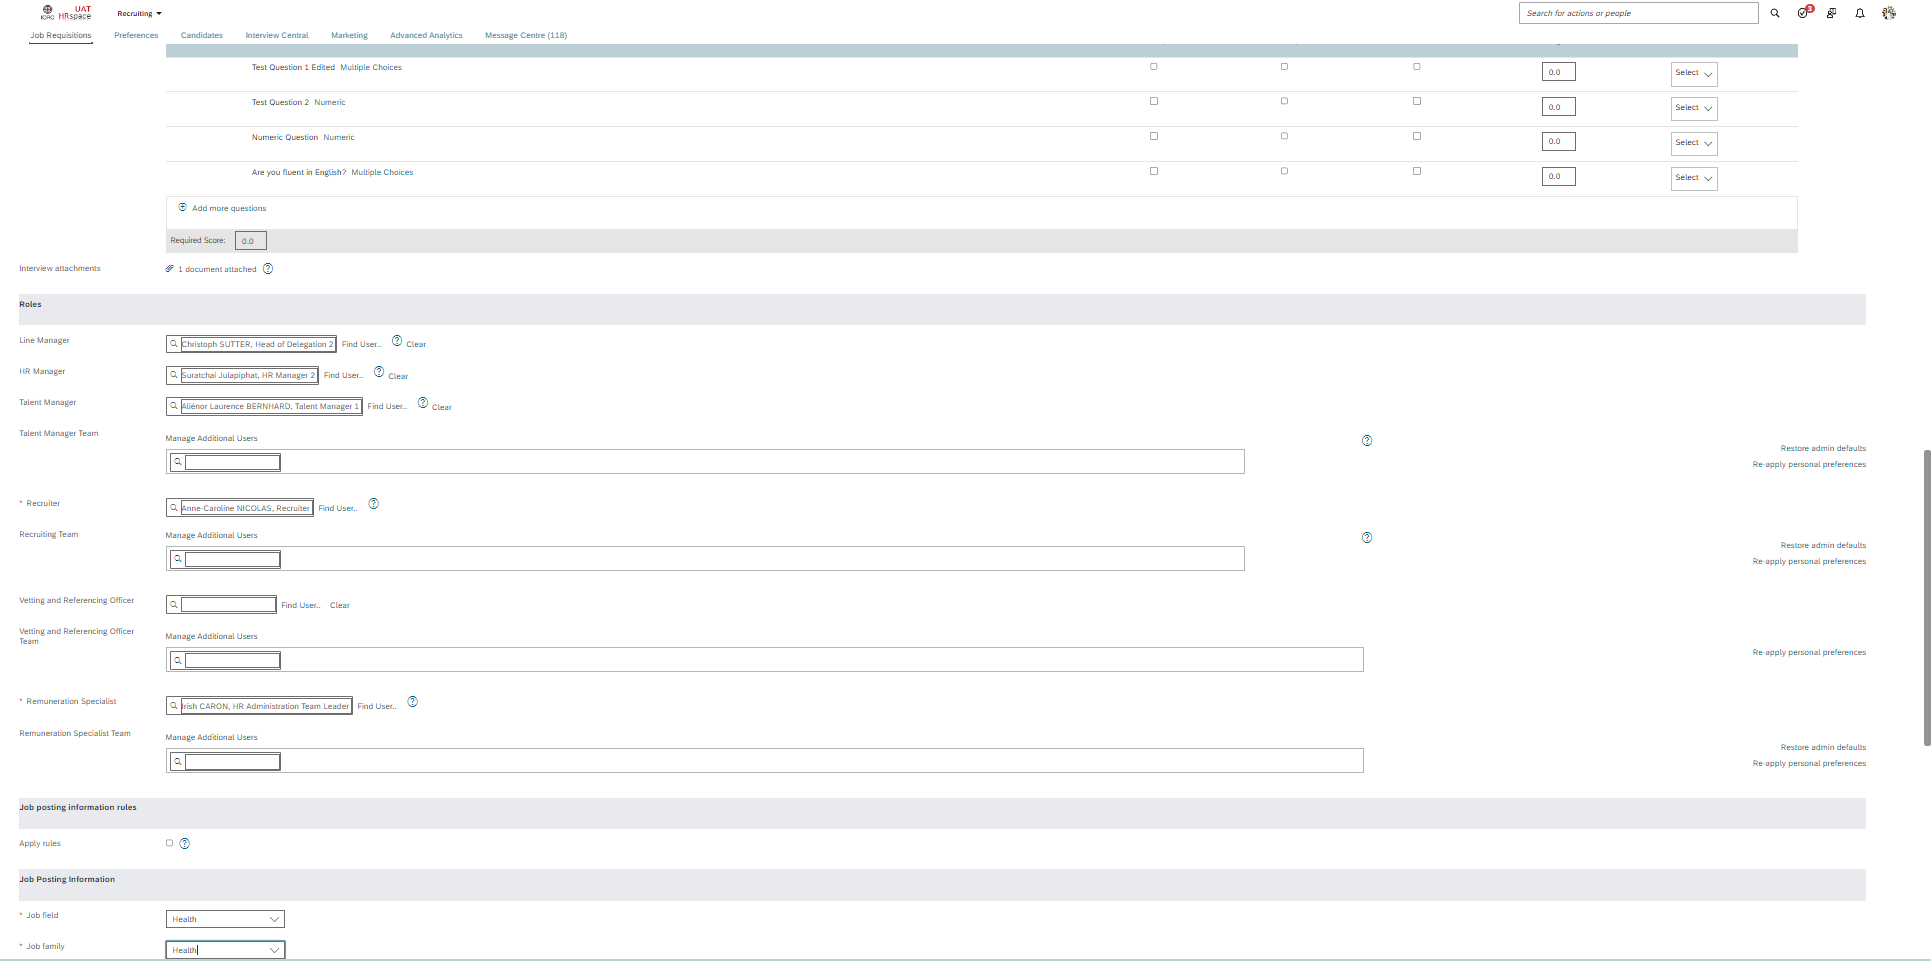 ICRC UAT HRspace Recruiting Search for actions or people 3
Job Requisitions Preferences Candidates Interview Central Marketing Advanced Analytics Message Centre (118)
Test Question 1 Edited Multiple Choices 0.0 Select
Test Question 2 Numeric 0.0 Select
Numeric Question Numeric 0.0 Select
Are you fluent in English? Multiple Choices 0.0 Select
Add more questions
Required Score: 0.0
Interview attachments 1 document attached ?
Roles
Line Manager Christoph SUTTER, Head of Delegation 2 Find User.. ? Clear
HR Manager Suratchai Julapiphat, HR Manager 2 Find User.. ? Clear
Talent Manager Aliénor Laurence BERNHARD, Talent Manager 1 Find User.. ? Clear
Talent Manager Team Manage Additional Users ?
Restore admin defaults
Re-apply personal preferences
* Recruiter Anne-Caroline NICOLAS, Recruiter Find User.. ?
Recruiting Team Manage Additional Users ?
Restore admin defaults
Re-apply personal preferences
Vetting and Referencing Officer Find User.. Clear
Vetting and Referencing Officer Team Manage Additional Users
Re-apply personal preferences
* Remuneration Specialist Irish CARON, HR Administration Team Leader Find User.. ?
Remuneration Specialist Team Manage Additional Users
Restore admin defaults
Re-apply personal preferences
Job posting information rules
Apply rules ?
Job Posting Information
* Job field Health
* Job family Health